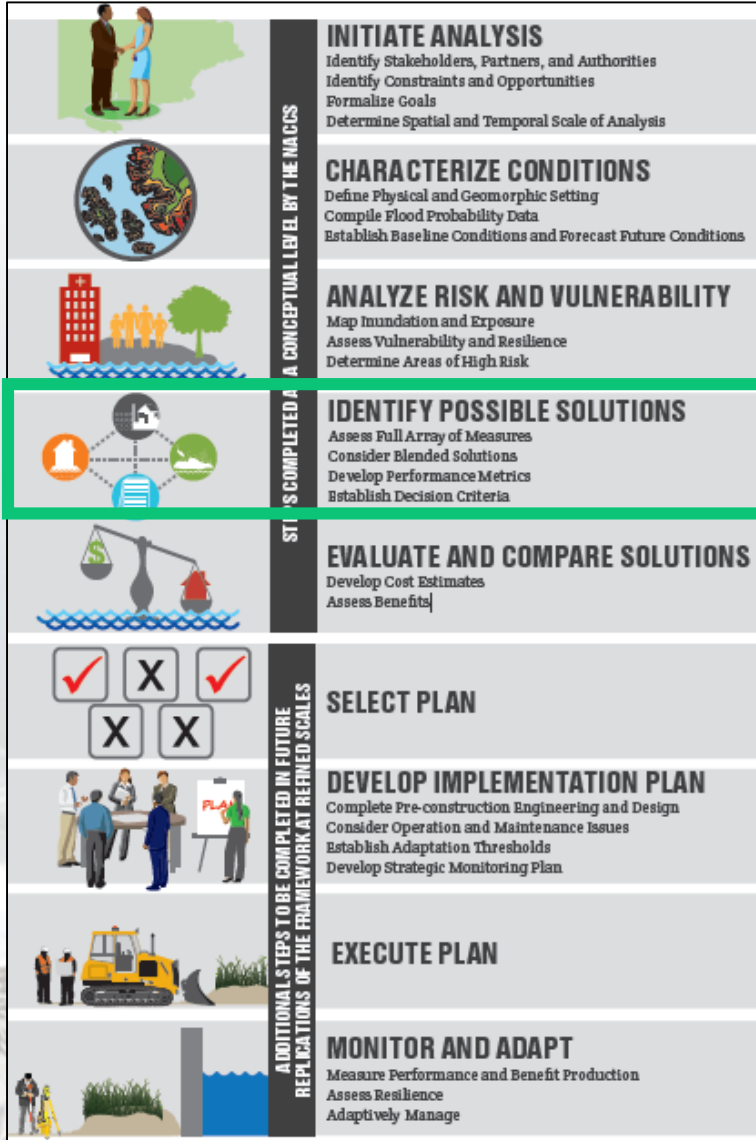 INITIATE ANALYSIS
Identify Stakeholders, Partners, and Authorities
Identify Constraints and Opportunities
Formalize Goals
Determine Spatial and Temporal Scale of Analysis
CHARACTERIZE CONDITIONS
Define Physical and Geomorphic Setting
Compile Flood Probability Data
Establish Baseline Conditions and Forecast Future Conditions
ANALYZE RISK AND VULNERABILITY
Map Inundation and Exposure
Assess Vulnerability and Resilience
Determine Areas of High Risk
IDENTIFY POSSIBLE SOLUTIONS
Assess Full Array of Measures
Consider Blended Solutions
Develop Performance Metrics
Establish Decision Criteria
EVALUATE AND COMPARE SOLUTIONS
Develop Cost Estimates
Assess Benefits
$
STEPS COMPLETED AT A CONCEPTUAL LEVEL BY THE NACCS
X
X X
SELECT PLAN
DEVELOP IMPLEMENTATION PLAN
Complete Pre-construction Engineering and Design
Consider Operation and Maintenance Issues
Establish Adaptation Thresholds
Develop Strategic Monitoring Plan
PLAN
EXECUTE PLAN
MONITOR AND ADAPT
Measure Performance and Benefit Production
Assess Resilience
Adaptively Manage
ADDITIONAL STEPS TO BE COMPLETED IN FUTURE
REPLICATIONS OF THE FRAMEWORK AT REFINED SCALES